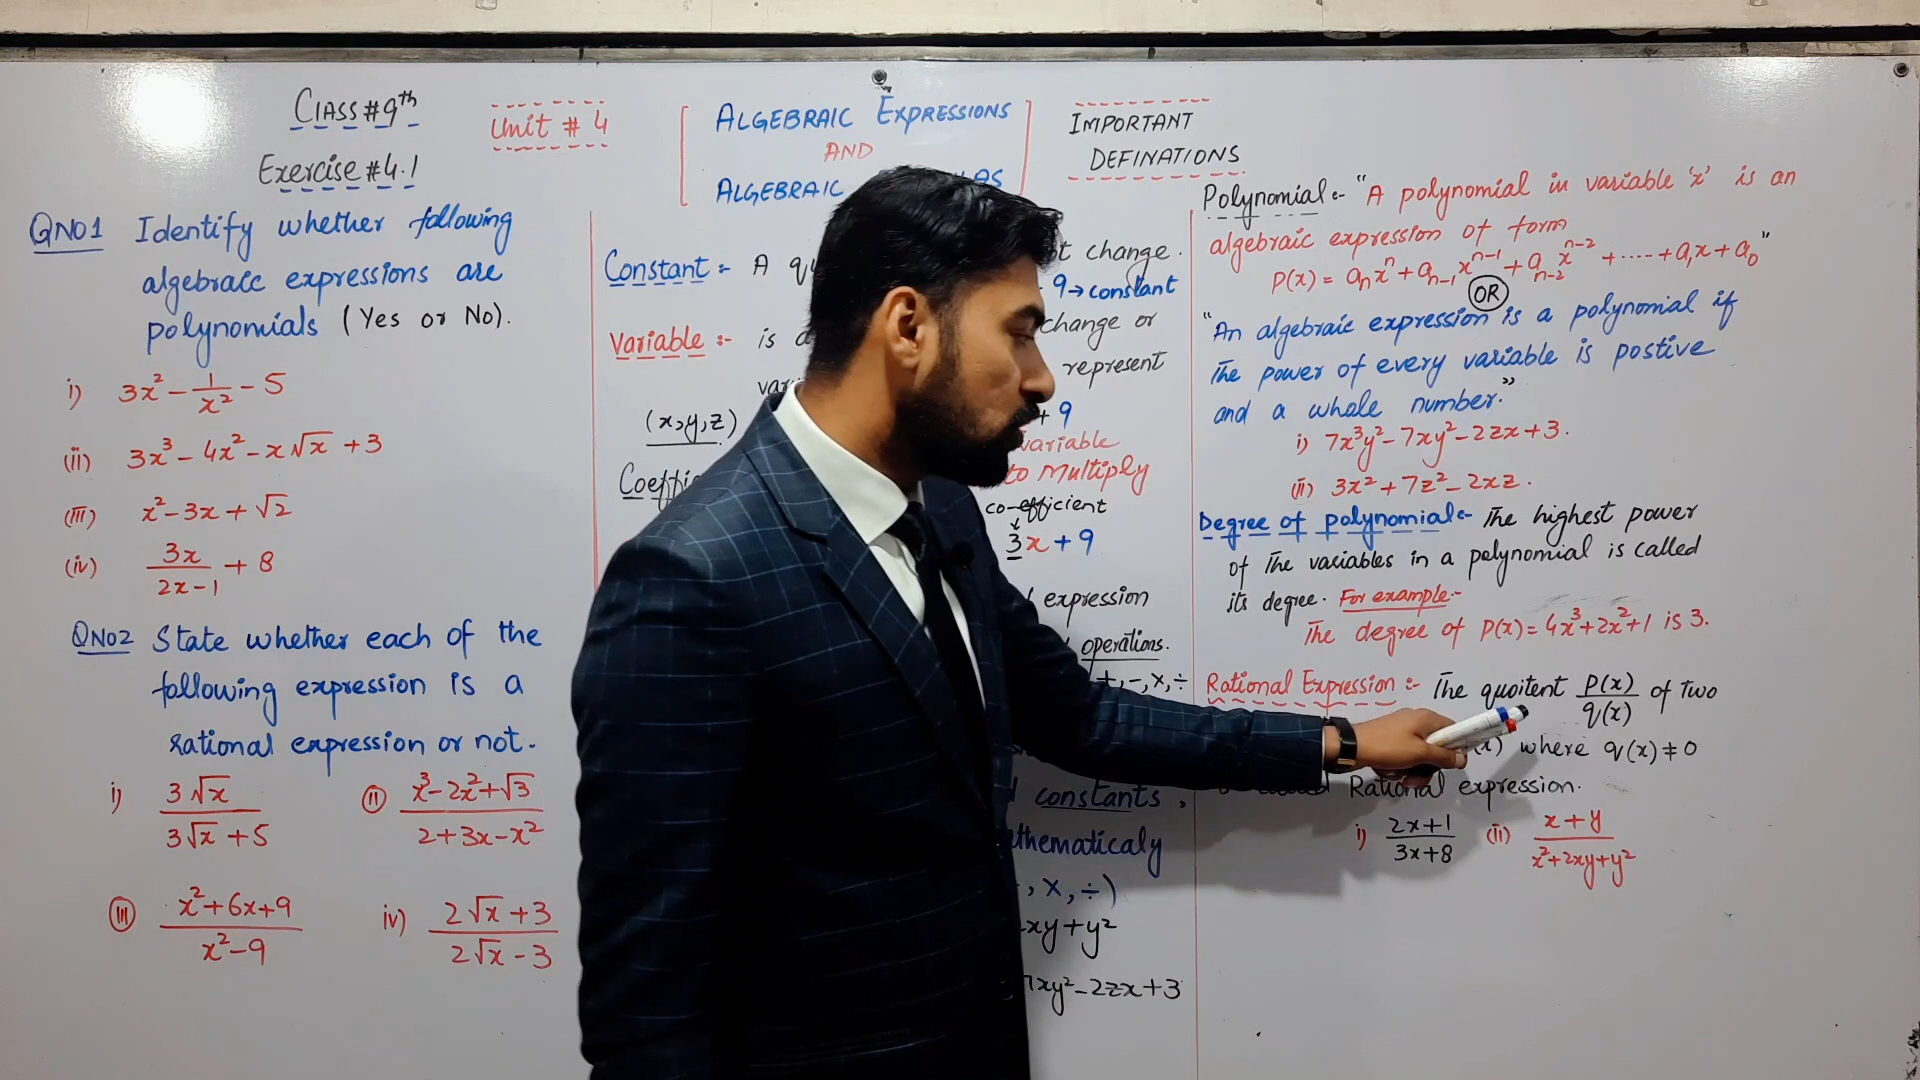 CLASS #9th
Exercise #4.1
Unit # 4
ALGEBRAIC EXPRESSIONS
AND
ALGEBRAIC
IMPORTANT
DEFINATIONS
QNO1 Identify whether following
algebraic expressions are
polynomials (Yes or No).
i) 3x² - 1/x² - 5
(ii) 3x³ - 4x² - x√x + 3
(iii) x² - 3x + √2
(iv) 3x/(2x-1) + 8
QNO2 State whether each of the
following expression is a
rational expression or not.
i) 3√x/(3√x + 5) (ii) (x³-2x²+√3)/(2+3x-x²)
(iii) (x²+6x+9)/(x²-9) iv) (2√x+3)/(2√x-3)
Constant :- A change.
9→constant
Variable :- is change or
represent
(x,y,z) + 9
variable
to Multiply
co-efficient
3x + 9
expression
operations.
+,-,×,÷
constants,
, ×, ÷)
xy+y²
7xy²-2zx+3
Polynomial:- "A polynomial in variable 'x' is an
algebraic expression of form
P(x) = aₙxⁿ + aₙ₋₁xⁿ⁻¹ + aₙ₋₂xⁿ⁻² + ..... + a₁x + a₀"
OR
"An algebraic expression is a polynomial if
The power of every variable is postive
and a whole number."
i) 7x³y²-7xy²-2zx+3.
(ii) 3x²+7z²-2xz.
Degree of polynomial:- The highest power
of The variables in a polynomial is called
its degree. For example:-
The degree of P(x)=4x³+2x²+1 is 3.
Rational Expression :- The quoitent P(x)/q(x) of Two
where q(x)≠0
Rational expression.
i) (2x+1)/(3x+8) (ii) (x+y)/(x²+2xy+y²)